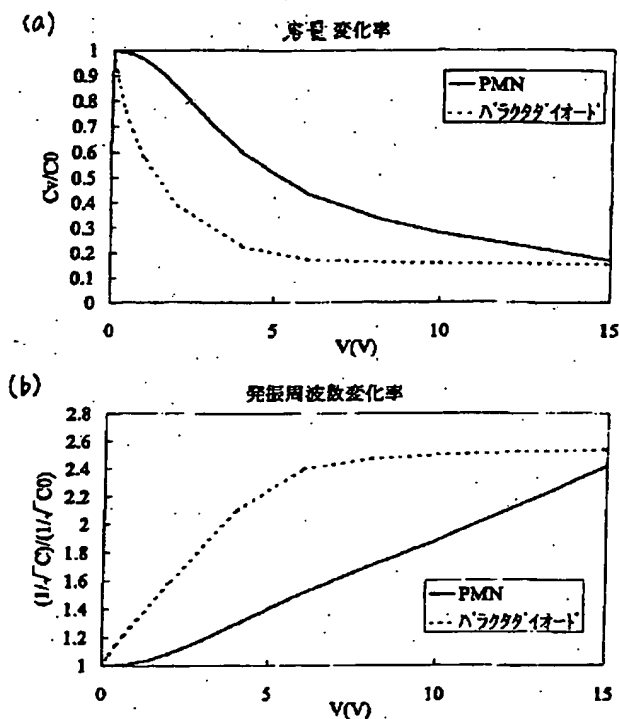 (a)
容量変化率
1
0.9
0.8
0.7
0.6
0.5
0.4
0.3
0.2
0.1
0
Cv/C0
PMN
バラクタダイオード
0 5 10 15
V(V)
(b)
発振周波数変化率
2.8
2.6
2.4
2.2
2
1.8
1.6
1.4
1.2
1
(1/√C)/(1/√C0)
PMN
バラクタダイオード
0 5 10 15
V(V)